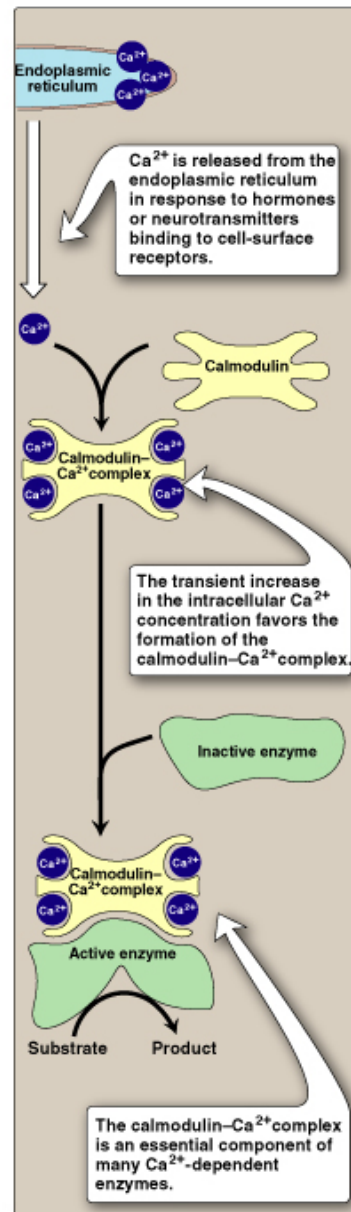 Ca²⁺
Ca²⁺
Ca²⁺
Endoplasmic
reticulum
Ca²⁺ is released from the
endoplasmic reticulum
in response to hormones
or neurotransmitters
binding to cell-surface
receptors.
Ca²⁺
Calmodulin
Ca²⁺
Ca²⁺
Calmodulin–
Ca²⁺complex
Ca²⁺
Ca²⁺
The transient increase
in the intracellular Ca²⁺
concentration favors the
formation of the
calmodulin–Ca²⁺complex.
Inactive enzyme
Ca²⁺
Ca²⁺
Calmodulin–
Ca²⁺complex
Ca²⁺
Ca²⁺
Active enzyme
Substrate
Product
The calmodulin–Ca²⁺complex
is an essential component of
many Ca²⁺-dependent
enzymes.